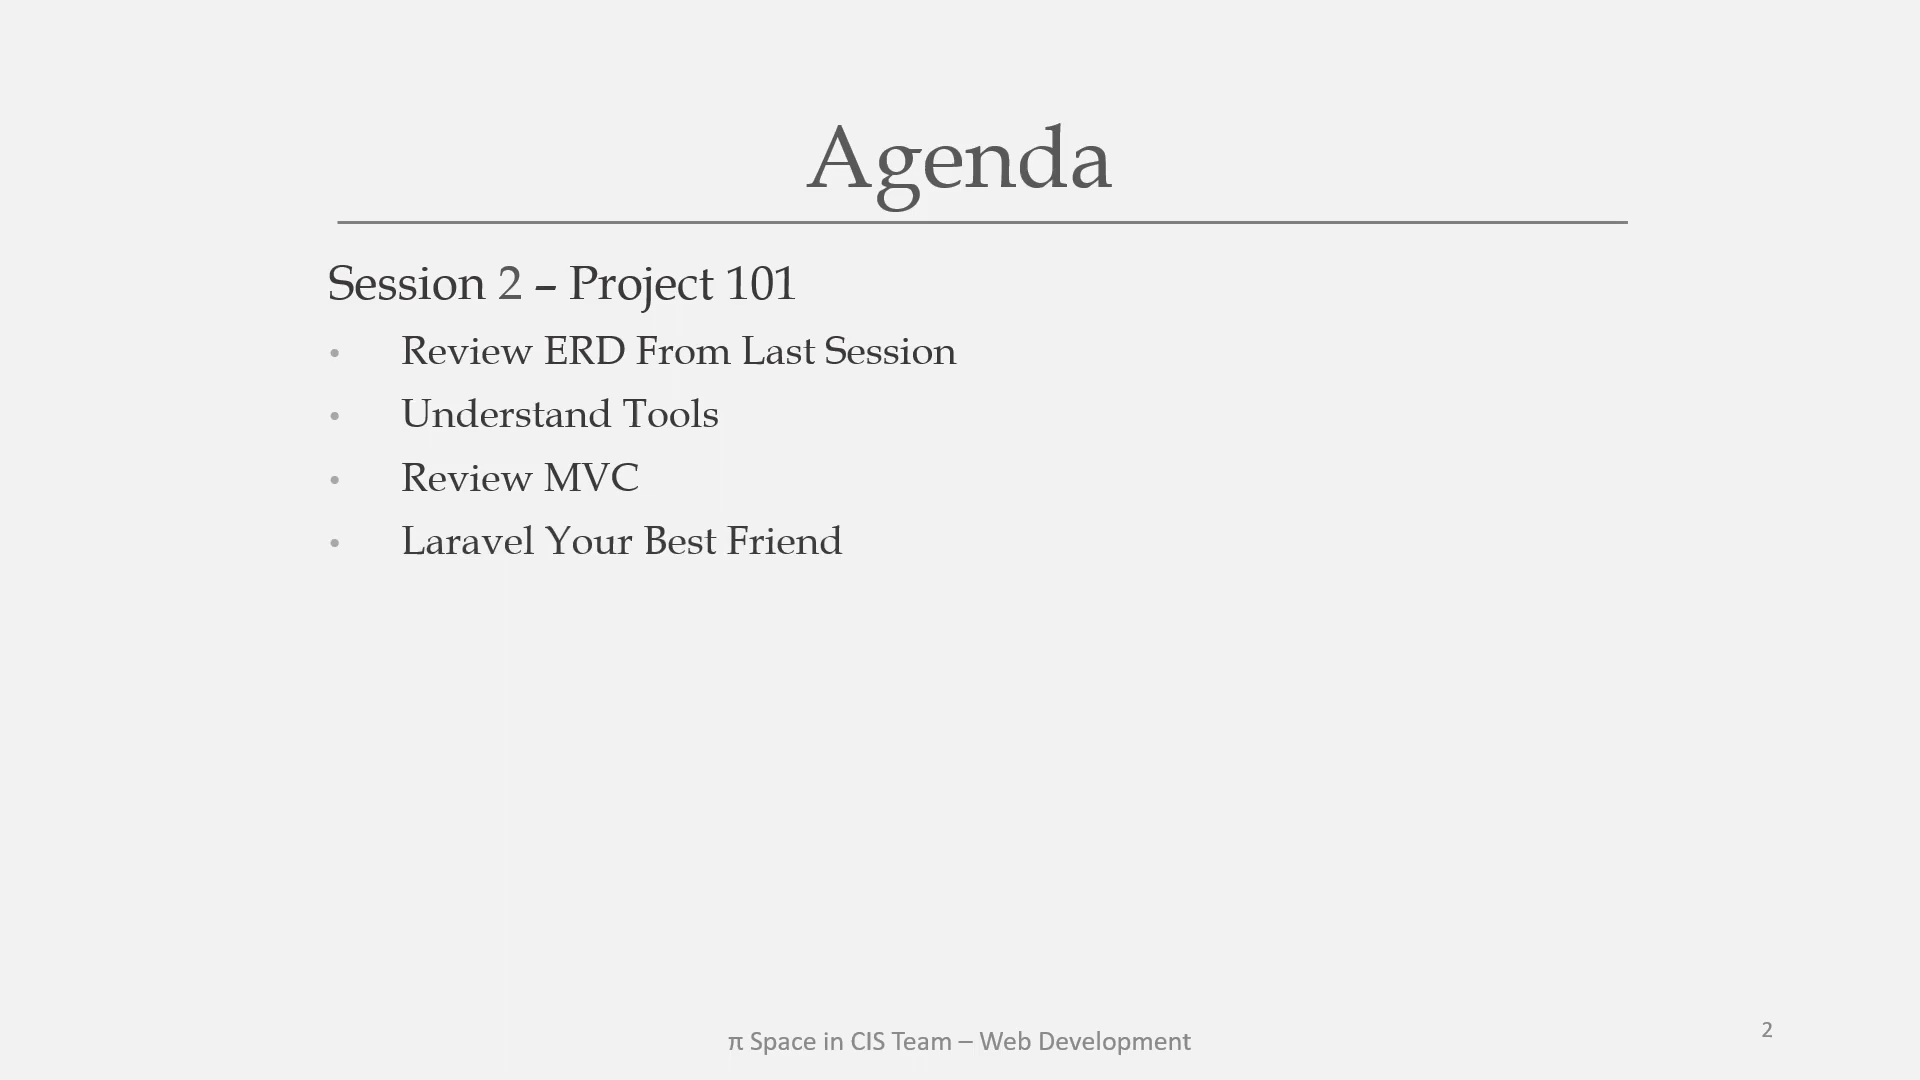 Agenda
Session 2 – Project 101
• Review ERD From Last Session
• Understand Tools
• Review MVC
• Laravel Your Best Friend
π Space in CIS Team – Web Development
2